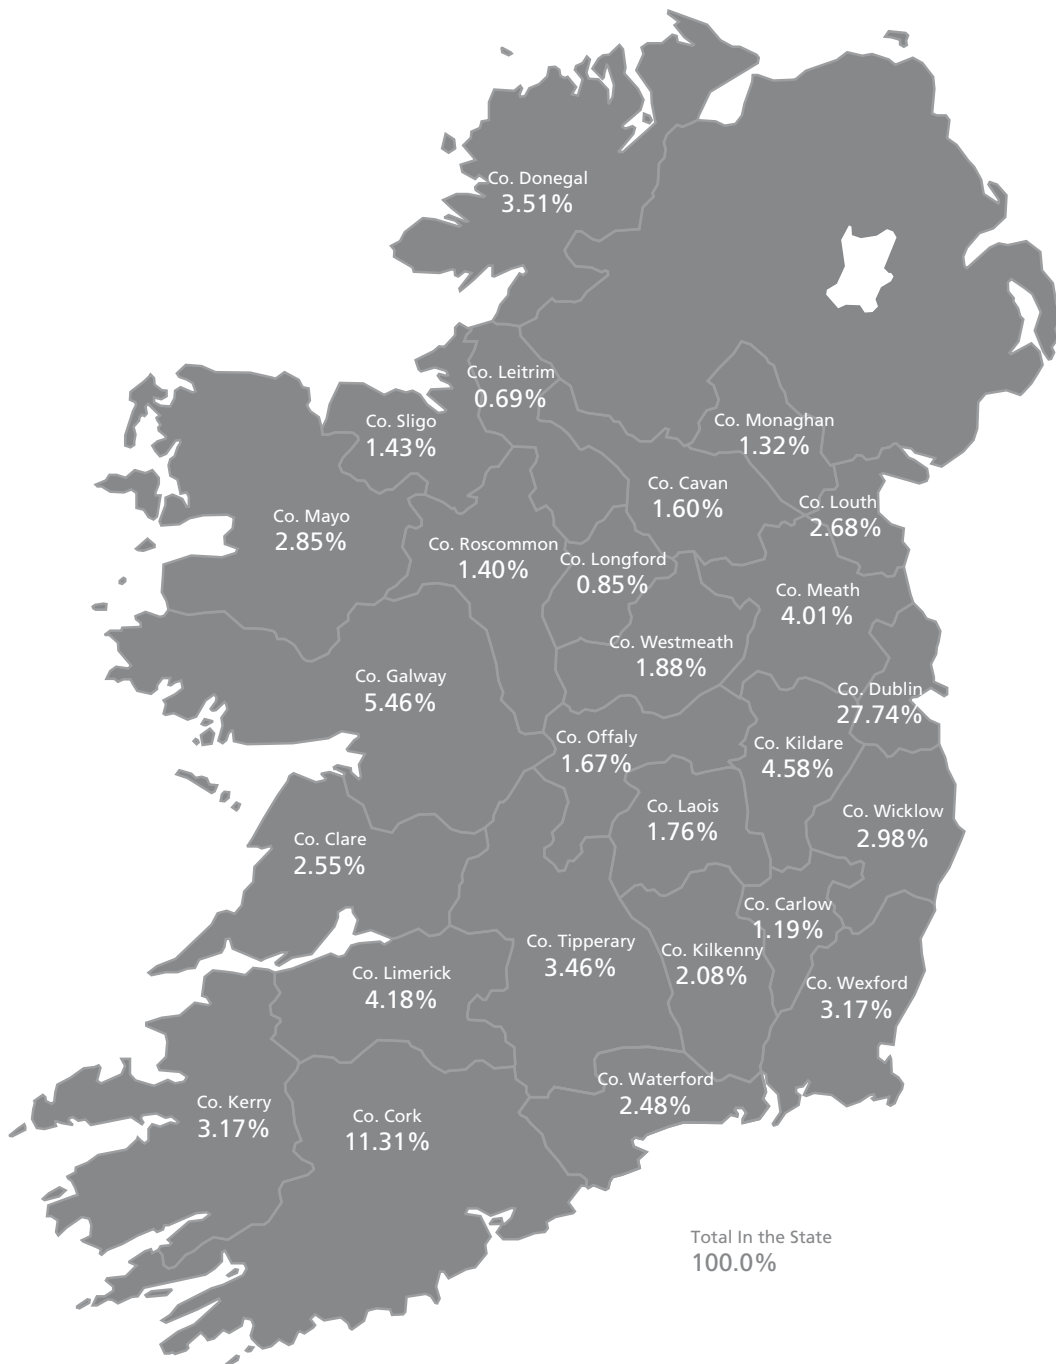 Co. Donegal
3.51%
Co. Leitrim
0.69%
Co. Sligo
1.43%
Co. Monaghan
1.32%
Co. Cavan
1.60%
Co. Louth
2.68%
Co. Mayo
2.85%
Co. Roscommon
1.40%
Co. Longford
0.85%
Co. Meath
4.01%
Co. Westmeath
1.88%
Co. Galway
5.46%
Co. Dublin
27.74%
Co. Offaly
1.67%
Co. Kildare
4.58%
Co. Laois
1.76%
Co. Wicklow
2.98%
Co. Clare
2.55%
Co. Carlow
1.19%
Co. Tipperary
3.46%
Co. Kilkenny
2.08%
Co. Limerick
4.18%
Co. Wexford
3.17%
Co. Waterford
2.48%
Co. Kerry
3.17%
Co. Cork
11.31%
Total In the State
100.0%